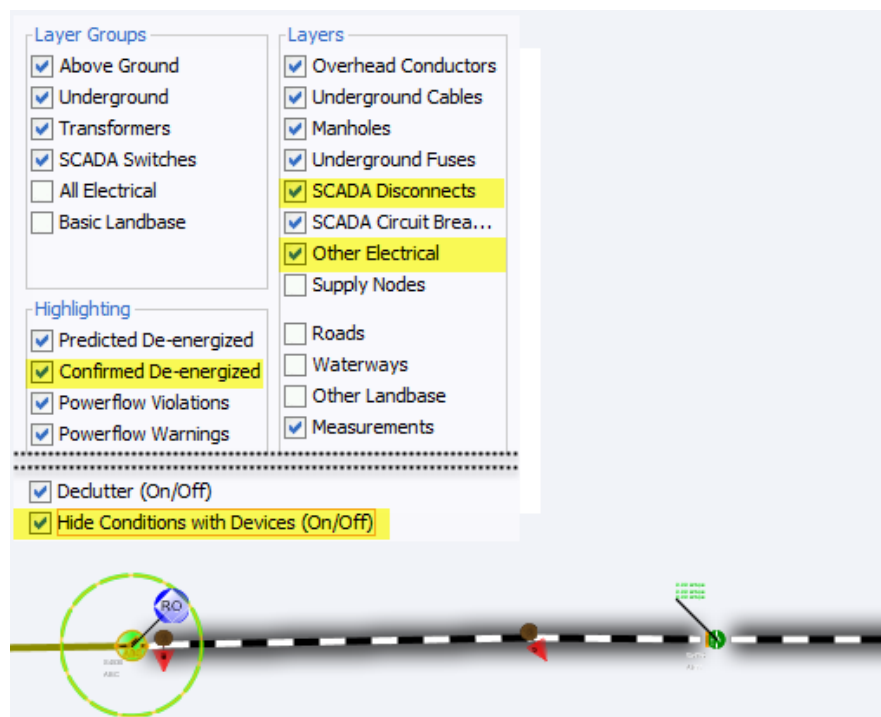 Layer Groups
Above Ground
Underground
Transformers
SCADA Switches
All Electrical
Basic Landbase
Layers
Overhead Conductors
Underground Cables
Manholes
Underground Fuses
SCADA Disconnects
SCADA Circuit Brea...
Other Electrical
Supply Nodes
Roads
Waterways
Other Landbase
Measurements
Highlighting
Predicted De-energized
Confirmed De-energized
Powerflow Violations
Powerflow Warnings
Declutter (On/Off)
Hide Conditions with Devices (On/Off)
RO